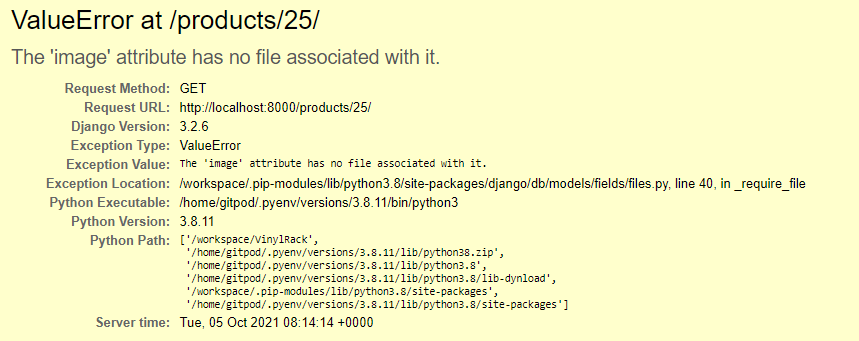 ValueError at /products/25/
The 'image' attribute has no file associated with it.
Request Method: GET
Request URL: http://localhost:8000/products/25/
Django Version: 3.2.6
Exception Type: ValueError
Exception Value: The 'image' attribute has no file associated with it.
Exception Location: /workspace/.pip-modules/lib/python3.8/site-packages/django/db/models/fields/files.py, line 40, in _require_file
Python Executable: /home/gitpod/.pyenv/versions/3.8.11/bin/python3
Python Version: 3.8.11
Python Path: ['/workspace/VinylRack',
'/home/gitpod/.pyenv/versions/3.8.11/lib/python38.zip',
'/home/gitpod/.pyenv/versions/3.8.11/lib/python3.8',
'/home/gitpod/.pyenv/versions/3.8.11/lib/python3.8/lib-dynload',
'/workspace/.pip-modules/lib/python3.8/site-packages',
'/home/gitpod/.pyenv/versions/3.8.11/lib/python3.8/site-packages']
Server time: Tue, 05 Oct 2021 08:14:14 +0000